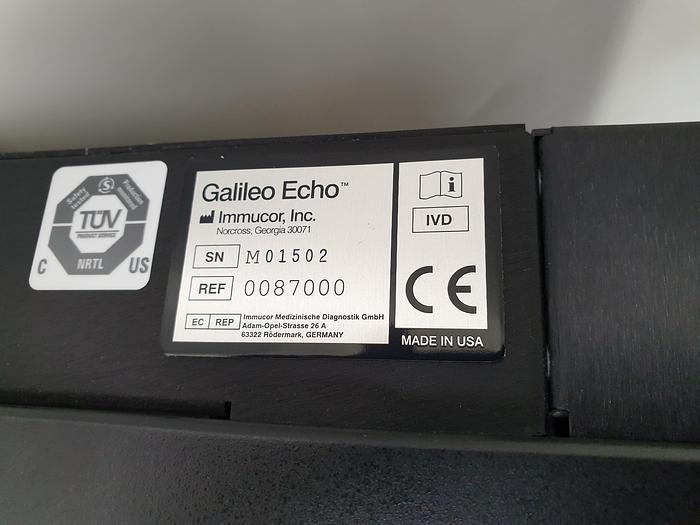 Safety tested
S
Production monitored
TÜV
PRODUCT SERVICE
C NRTL US
Galileo Echo™
Immucor, Inc.
Norcross, Georgia 30071
SN M01502
REF 0087000
EC REP Immucor Medizinische Diagnostik GmbH
Adam-Opel-Strasse 26 A
63322 Rödermark, GERMANY
i
IVD
CE
MADE IN USA